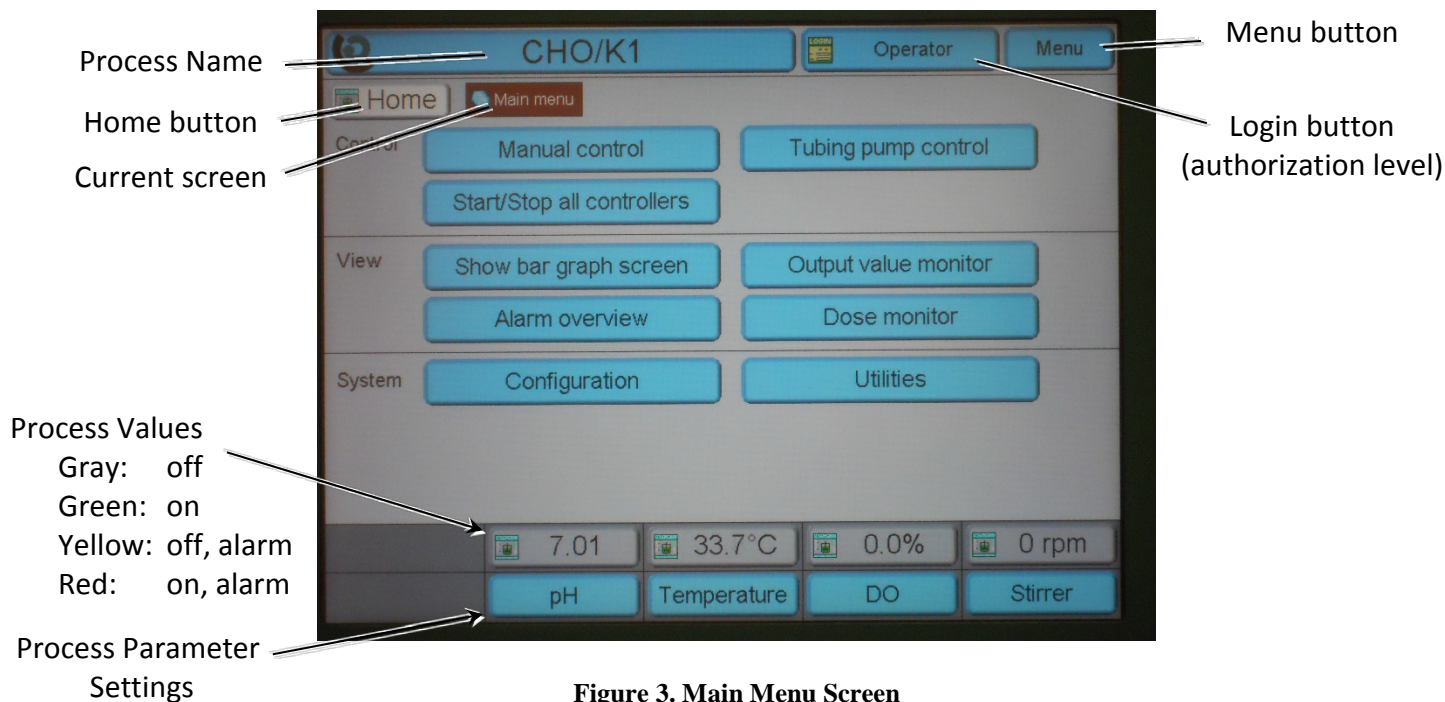 Process Name
Home button
Current screen
Menu button
Login button
(authorization level)
CHO/K1
LOGIN
Operator
Menu
Home
Main menu
Control
Manual control
Tubing pump control
Start/Stop all controllers
View
Show bar graph screen
Output value monitor
Alarm overview
Dose monitor
System
Configuration
Utilities
Process Values
Gray: off
Green: on
Yellow: off, alarm
Red: on, alarm
7.01
33.7°C
0.0%
0 rpm
pH
Temperature
DO
Stirrer
Process Parameter
Settings
Figure 3. Main Menu Screen